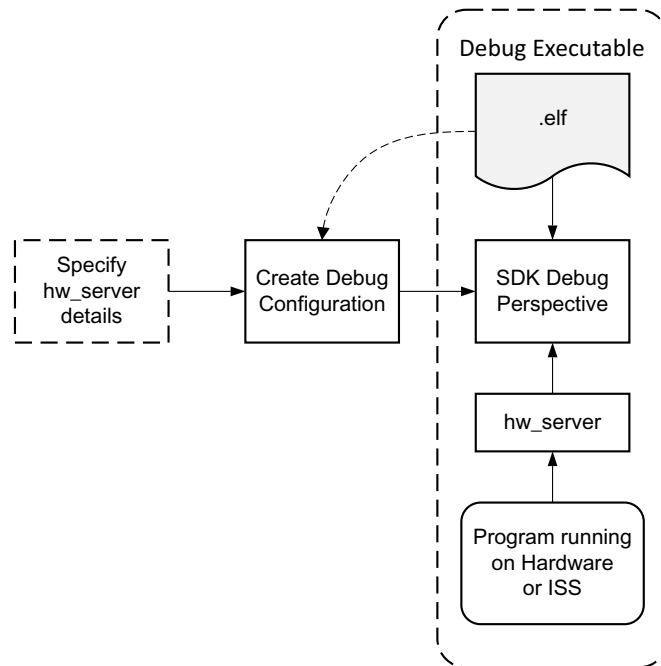 Debug Executable
.elf
Specify
hw_server
details
Create Debug
Configuration
SDK Debug
Perspective
hw_server
Program running
on Hardware
or ISS